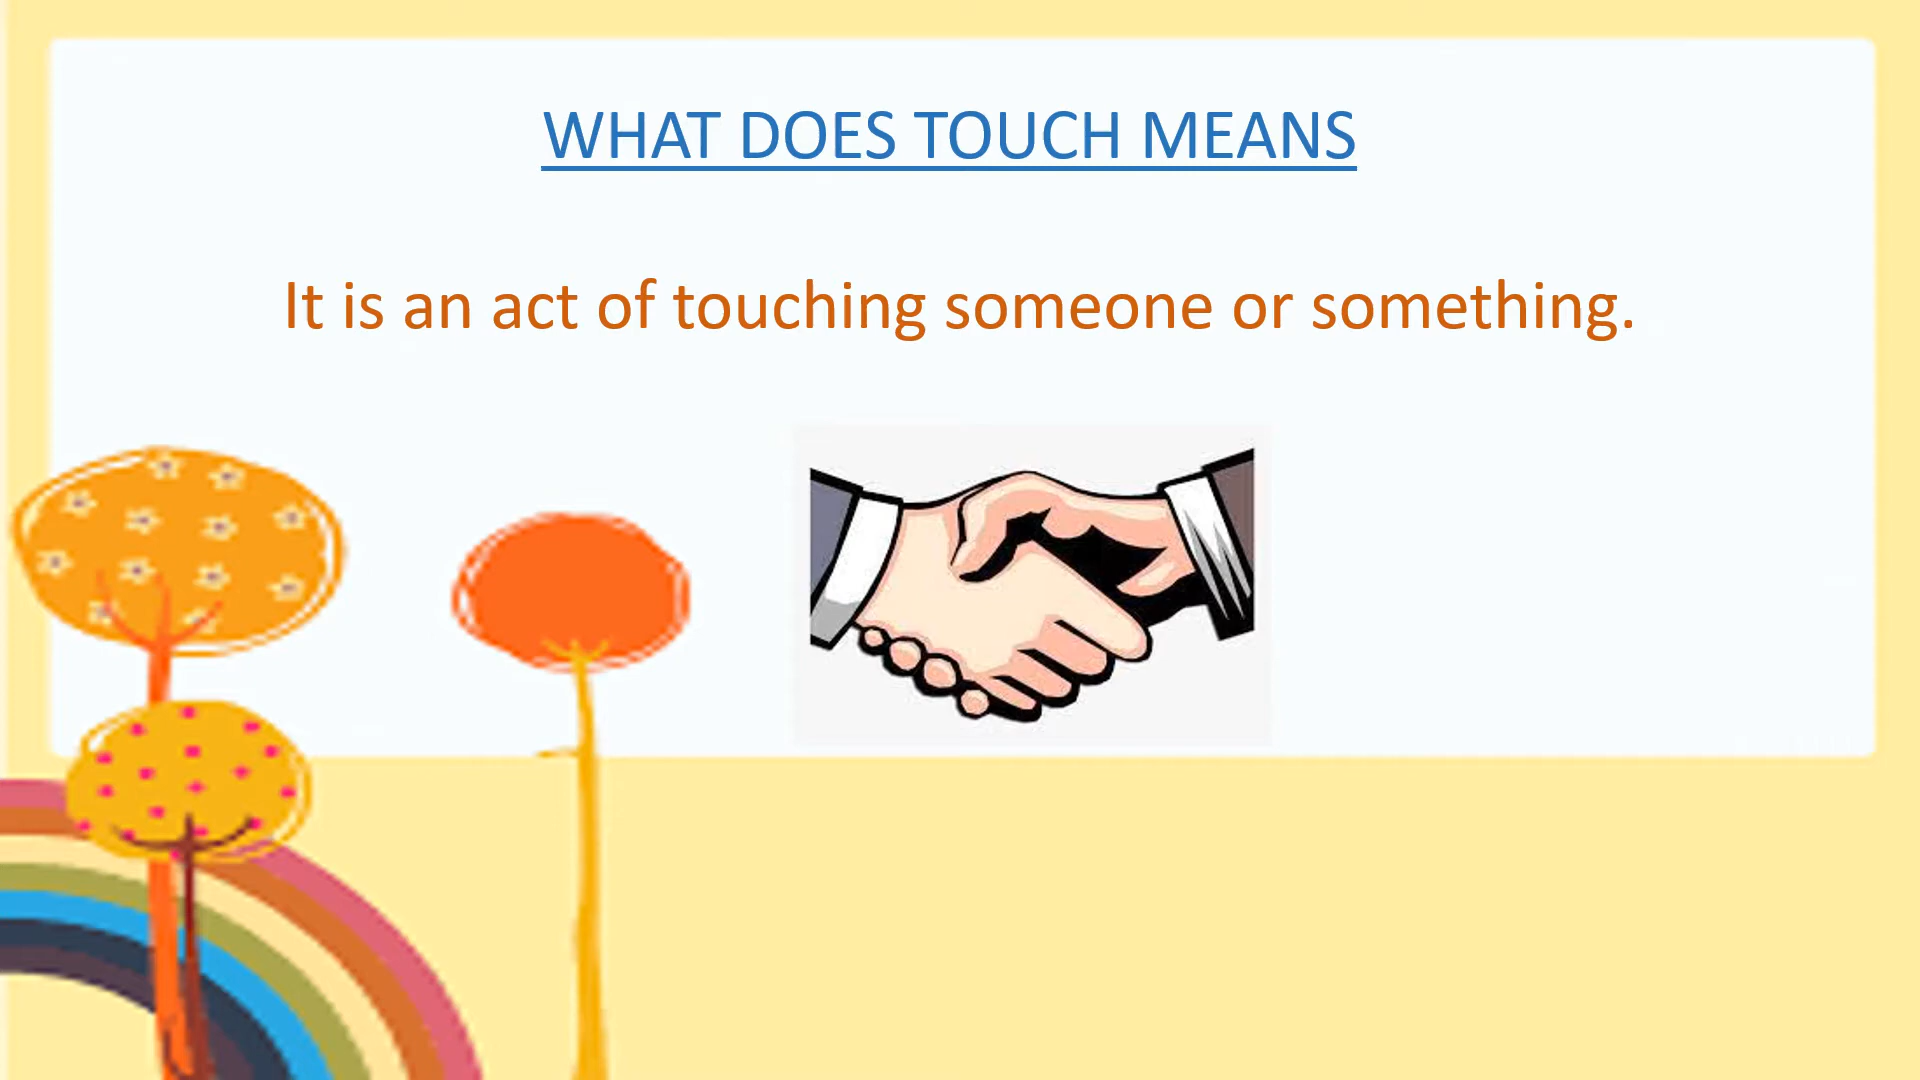 WHAT DOES TOUCH MEANS
It is an act of touching someone or something.